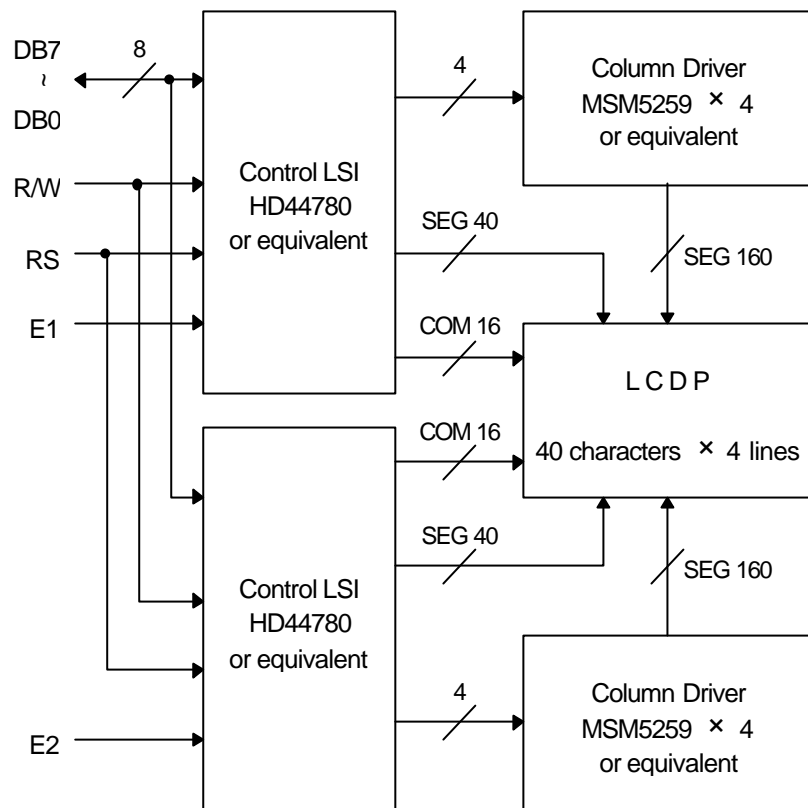 DB7
~
DB0
8
R/W
RS
E1
Control LSI
HD44780
or equivalent
4
Column Driver
MSM5259 × 4
or equivalent
SEG 40
SEG 160
COM 16
L C D P
40 characters × 4 lines
COM 16
SEG 40
SEG 160
Control LSI
HD44780
or equivalent
E2
4
Column Driver
MSM5259 × 4
or equivalent